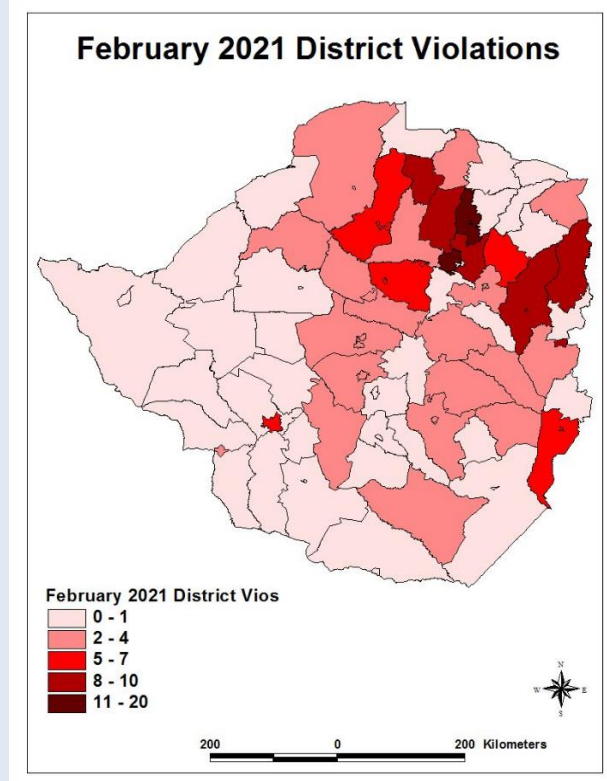 February 2021 District Violations
February 2021 District Vios
0 - 1
2 - 4
5 - 7
8 - 10
11 - 20
N
W E
S
200 0 200 Kilometers